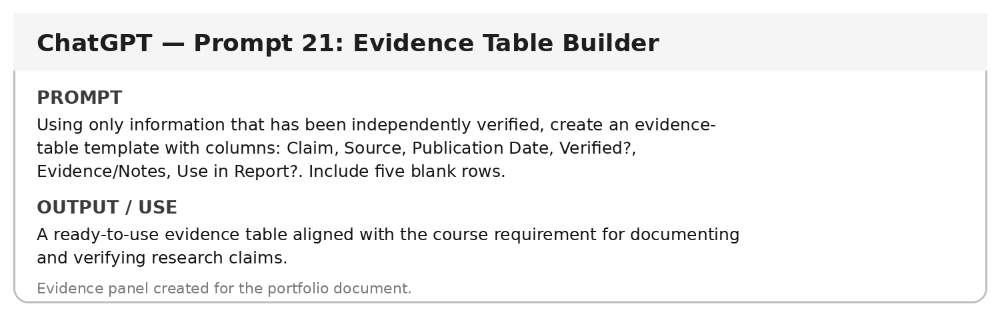 ChatGPT — Prompt 21: Evidence Table Builder
PROMPT
Using only information that has been independently verified, create an evidence-
table template with columns: Claim, Source, Publication Date, Verified?,
Evidence/Notes, Use in Report?. Include five blank rows.
OUTPUT / USE
A ready-to-use evidence table aligned with the course requirement for documenting
and verifying research claims.
Evidence panel created for the portfolio document.